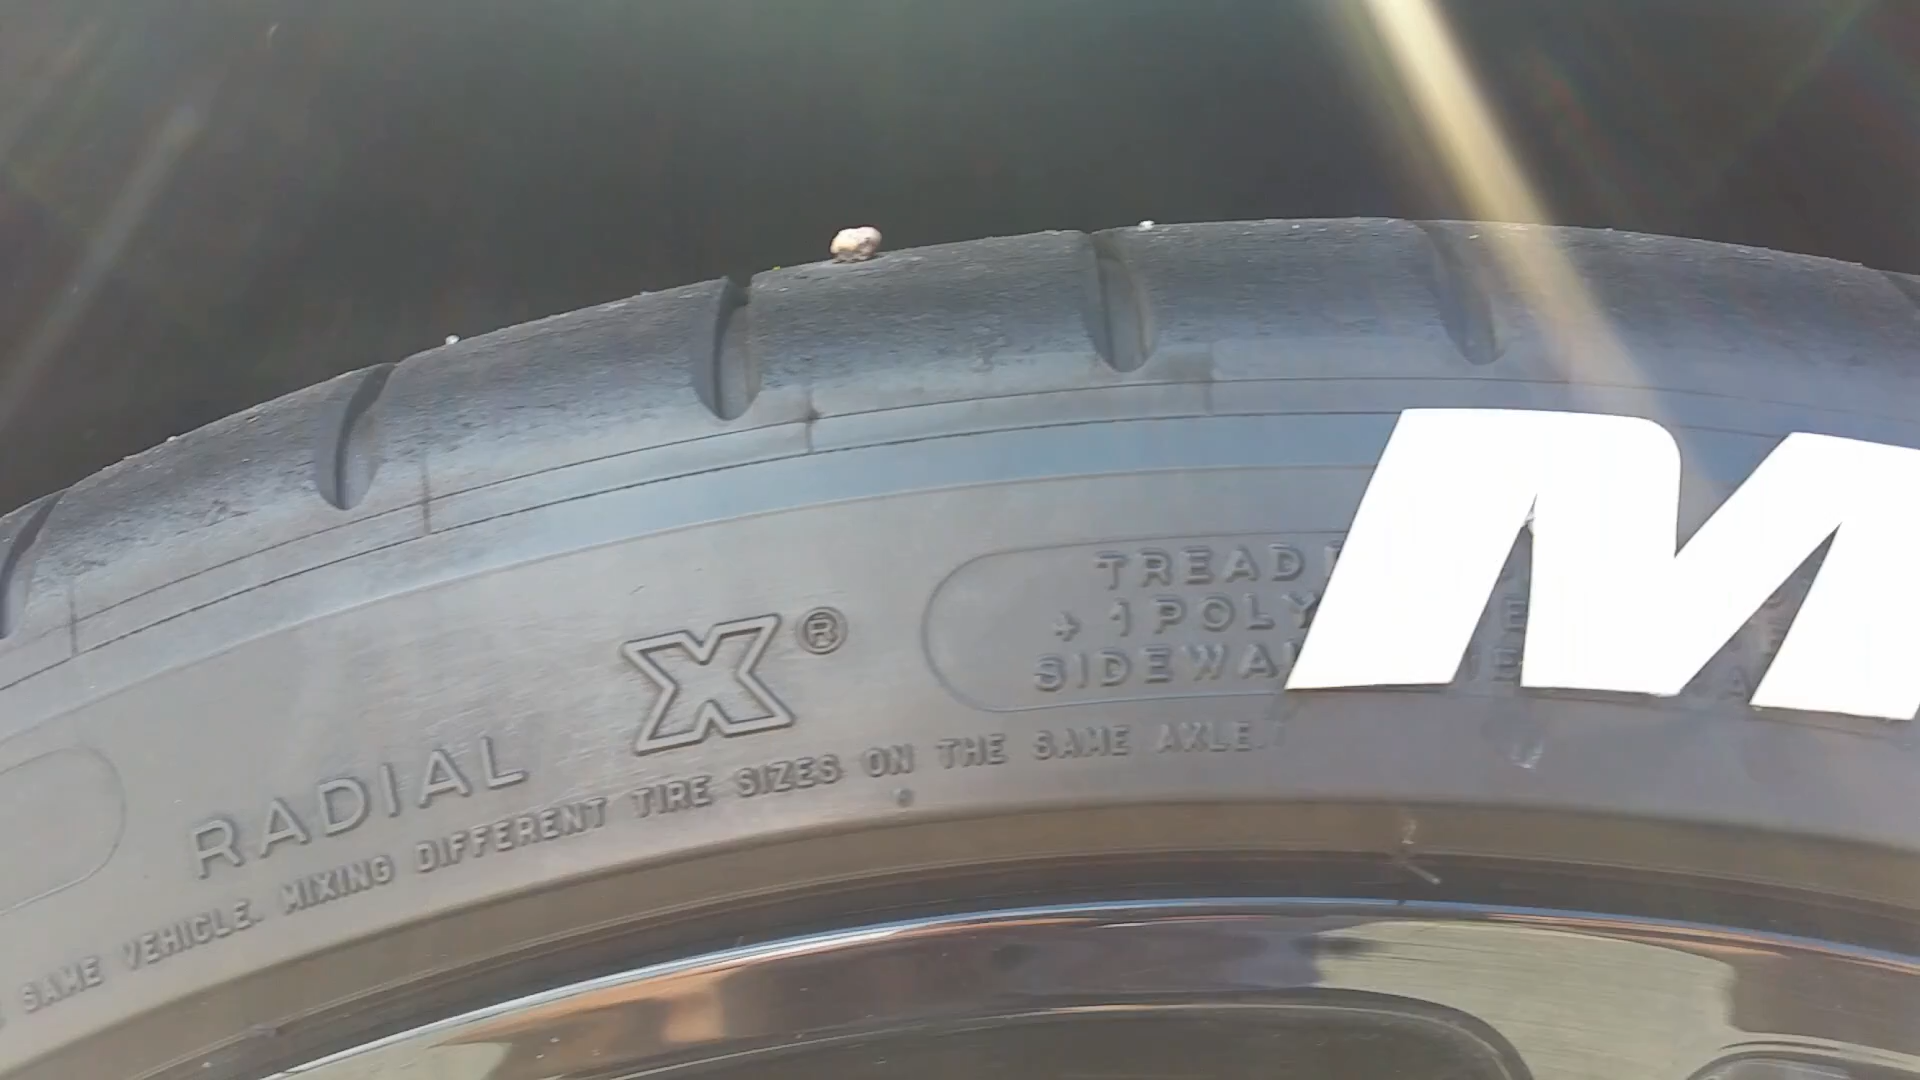 M
TREAD
+ 1 POLY
SIDEWA
RADIAL X®
SAME VEHICLE. MIXING DIFFERENT TIRE SIZES ON THE SAME AXLE.